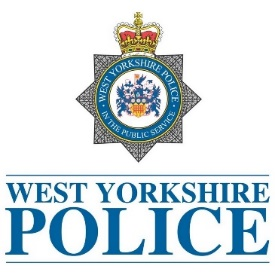 WEST YORKSHIRE POLICE
IN THE PUBLIC SERVICE
WEST YORKSHIRE
POLICE